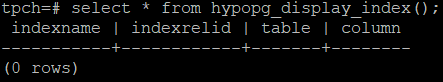 tpch=# select * from hypopg_display_index();
 indexname | indexrelid | table | column
-----------+------------+-------+--------
(0 rows)